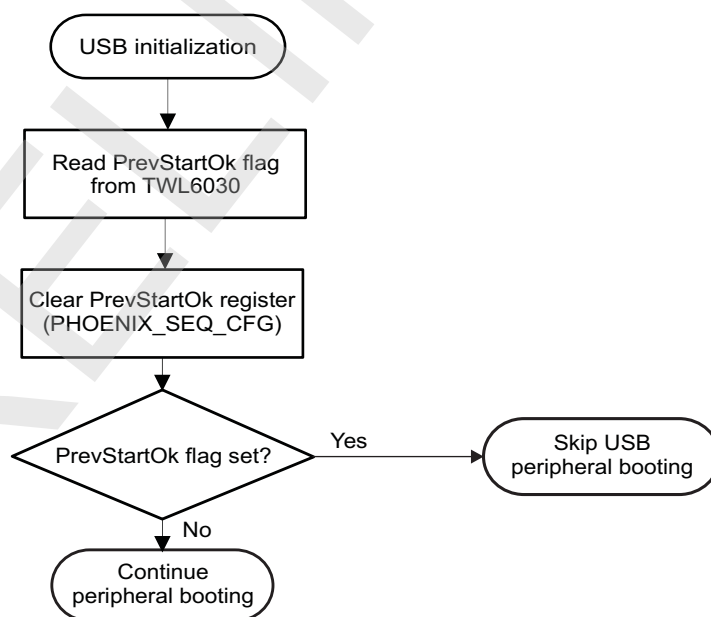 USB initialization
Read PrevStartOk flag
from TWL6030
Clear PrevStartOk register
(PHOENIX_SEQ_CFG)
PrevStartOk flag set?
Yes
Skip USB
peripheral booting
No
Continue
peripheral booting